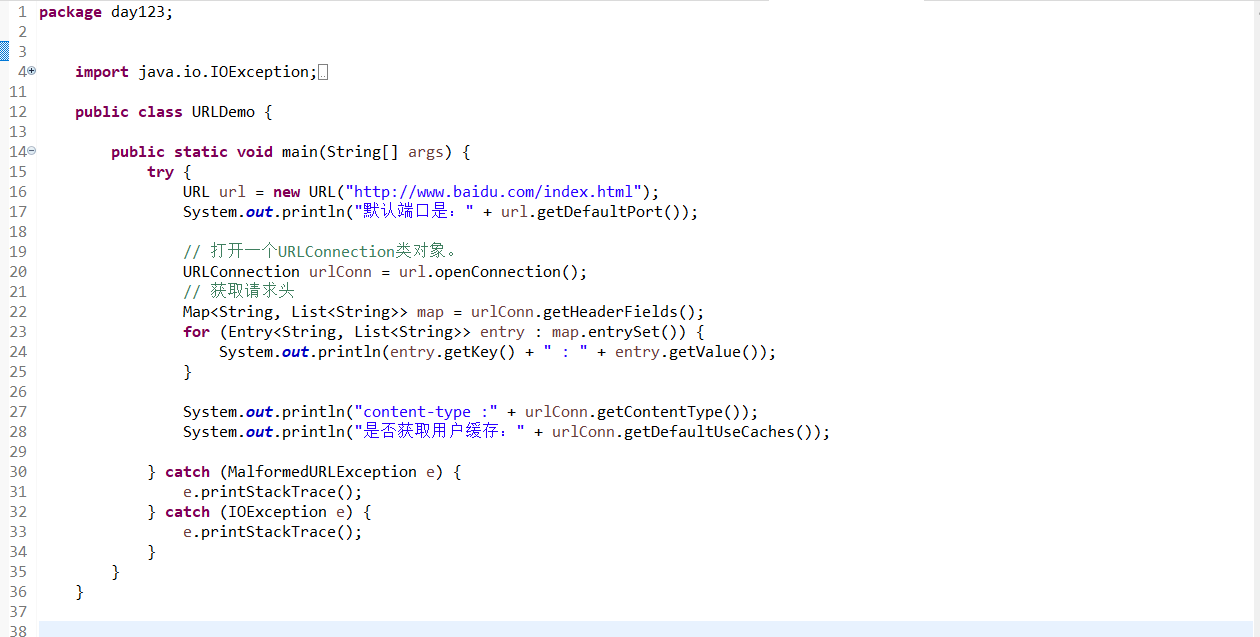 1 package day123;
2
3
4 import java.io.IOException;
11
12 public class URLDemo {
13
14 public static void main(String[] args) {
15 try {
16 URL url = new URL("http://www.baidu.com/index.html");
17 System.out.println("默认端口是：" + url.getDefaultPort());
18
19 // 打开一个URLConnection类对象。
20 URLConnection urlConn = url.openConnection();
21 // 获取请求头
22 Map<String, List<String>> map = urlConn.getHeaderFields();
23 for (Entry<String, List<String>> entry : map.entrySet()) {
24 System.out.println(entry.getKey() + " : " + entry.getValue());
25 }
26
27 System.out.println("content-type :" + urlConn.getContentType());
28 System.out.println("是否获取用户缓存：" + urlConn.getDefaultUseCaches());
29
30 } catch (MalformedURLException e) {
31 e.printStackTrace();
32 } catch (IOException e) {
33 e.printStackTrace();
34 }
35 }
36 }
37
38